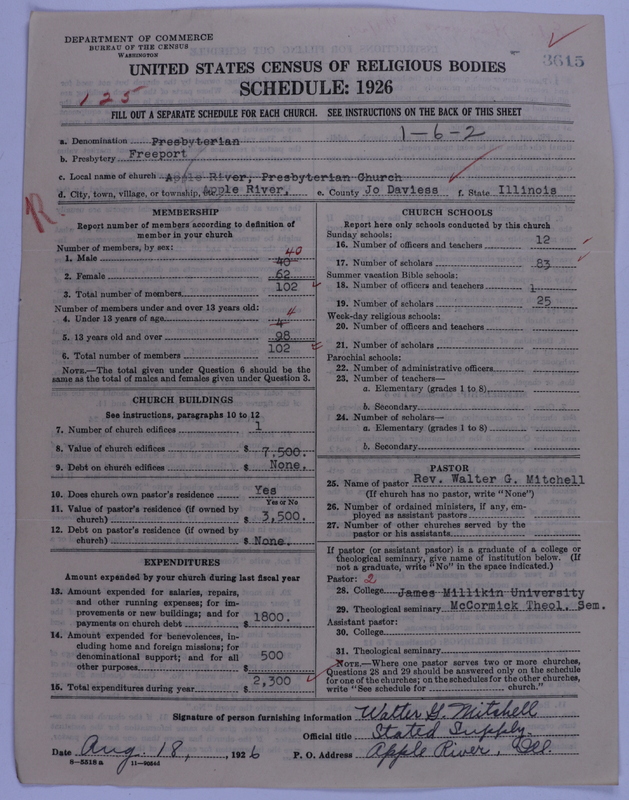 DEPARTMENT OF COMMERCE
BUREAU OF THE CENSUS
WASHINGTON
3615
UNITED STATES CENSUS OF RELIGIOUS BODIES
SCHEDULE: 1926
125
FILL OUT A SEPARATE SCHEDULE FOR EACH CHURCH. SEE INSTRUCTIONS ON THE BACK OF THIS SHEET
1-6-2
a. Denomination Presbyterian
b. Presbytery Freeport
c. Local name of church Apple River, Presbyterian Church
d. City, town, village, or township, etc. Apple River. e. County Jo Daviess f. State Illinois
R
MEMBERSHIP
Report number of members according to definition of
member in your church
Number of members, by sex:
40
1. Male 40
2. Female 62
3. Total number of members 102
Number of members under and over 13 years old:
4
4. Under 13 years of age 4
5. 13 years old and over 98
6. Total number of members 102
NOTE.—The total given under Question 6 should be
same as the total of males and females given under Question 3.
CHURCH BUILDINGS
See instructions, paragraphs 10 to 12
7. Number of church edifices 1
8. Value of church edifices $ 7,500.
9. Debt on church edifices $ None.
10. Does church own pastor's residence Yes
Yes or No
11. Value of pastor's residence (if owned by
church) $ 3,500.
12. Debt on pastor's residence (if owned by
church) $ None.
EXPENDITURES
Amount expended by your church during last fiscal year
13. Amount expended for salaries, repairs,
and other running expenses; for im-
provements or new buildings; and for
payments on church debt $ 1800.
14. Amount expended for benevolences, in-
cluding home and foreign missions; for
denominational support; and for all
other purposes $ 500
15. Total expenditures during year $ 2,300
CHURCH SCHOOLS
Report here only schools conducted by this church
Sunday schools:
16. Number of officers and teachers 12
17. Number of scholars 83
Summer vacation Bible schools:
18. Number of officers and teachers 1
19. Number of scholars 25
Week-day religious schools:
20. Number of officers and teachers
21. Number of scholars
Parochial schools:
22. Number of administrative officers
23. Number of teachers—
a. Elementary (grades 1 to 8)
b. Secondary
24. Number of scholars—
a. Elementary (grades 1 to 8)
b. Secondary
PASTOR
25. Name of pastor Rev. Walter G. Mitchell
(If church has no pastor, write "None")
26. Number of ordained ministers, if any, em-
ployed as assistant pastors
27. Number of other churches served by the
pastor or his assistants
If pastor (or assistant pastor) is a graduate of a college or
theological seminary, give name of institution below. (If
not a graduate, write "No" in the space indicated.)
Pastor: 2
28. College James Millikin University
29. Theological seminary McCormick Theol. Sem.
Assistant pastor:
30. College
31. Theological seminary
NOTE.—Where one pastor serves two or more churches,
Questions 28 and 29 should be answered only on the schedule
for one of the churches; on the schedules for the other churches,
write "See schedule for church."
Signature of person furnishing information Walter G. Mitchell
Official title Stated Supply.
Date Aug. 18, , 1926 P. O. Address Apple River, Ill.
8—5518 a